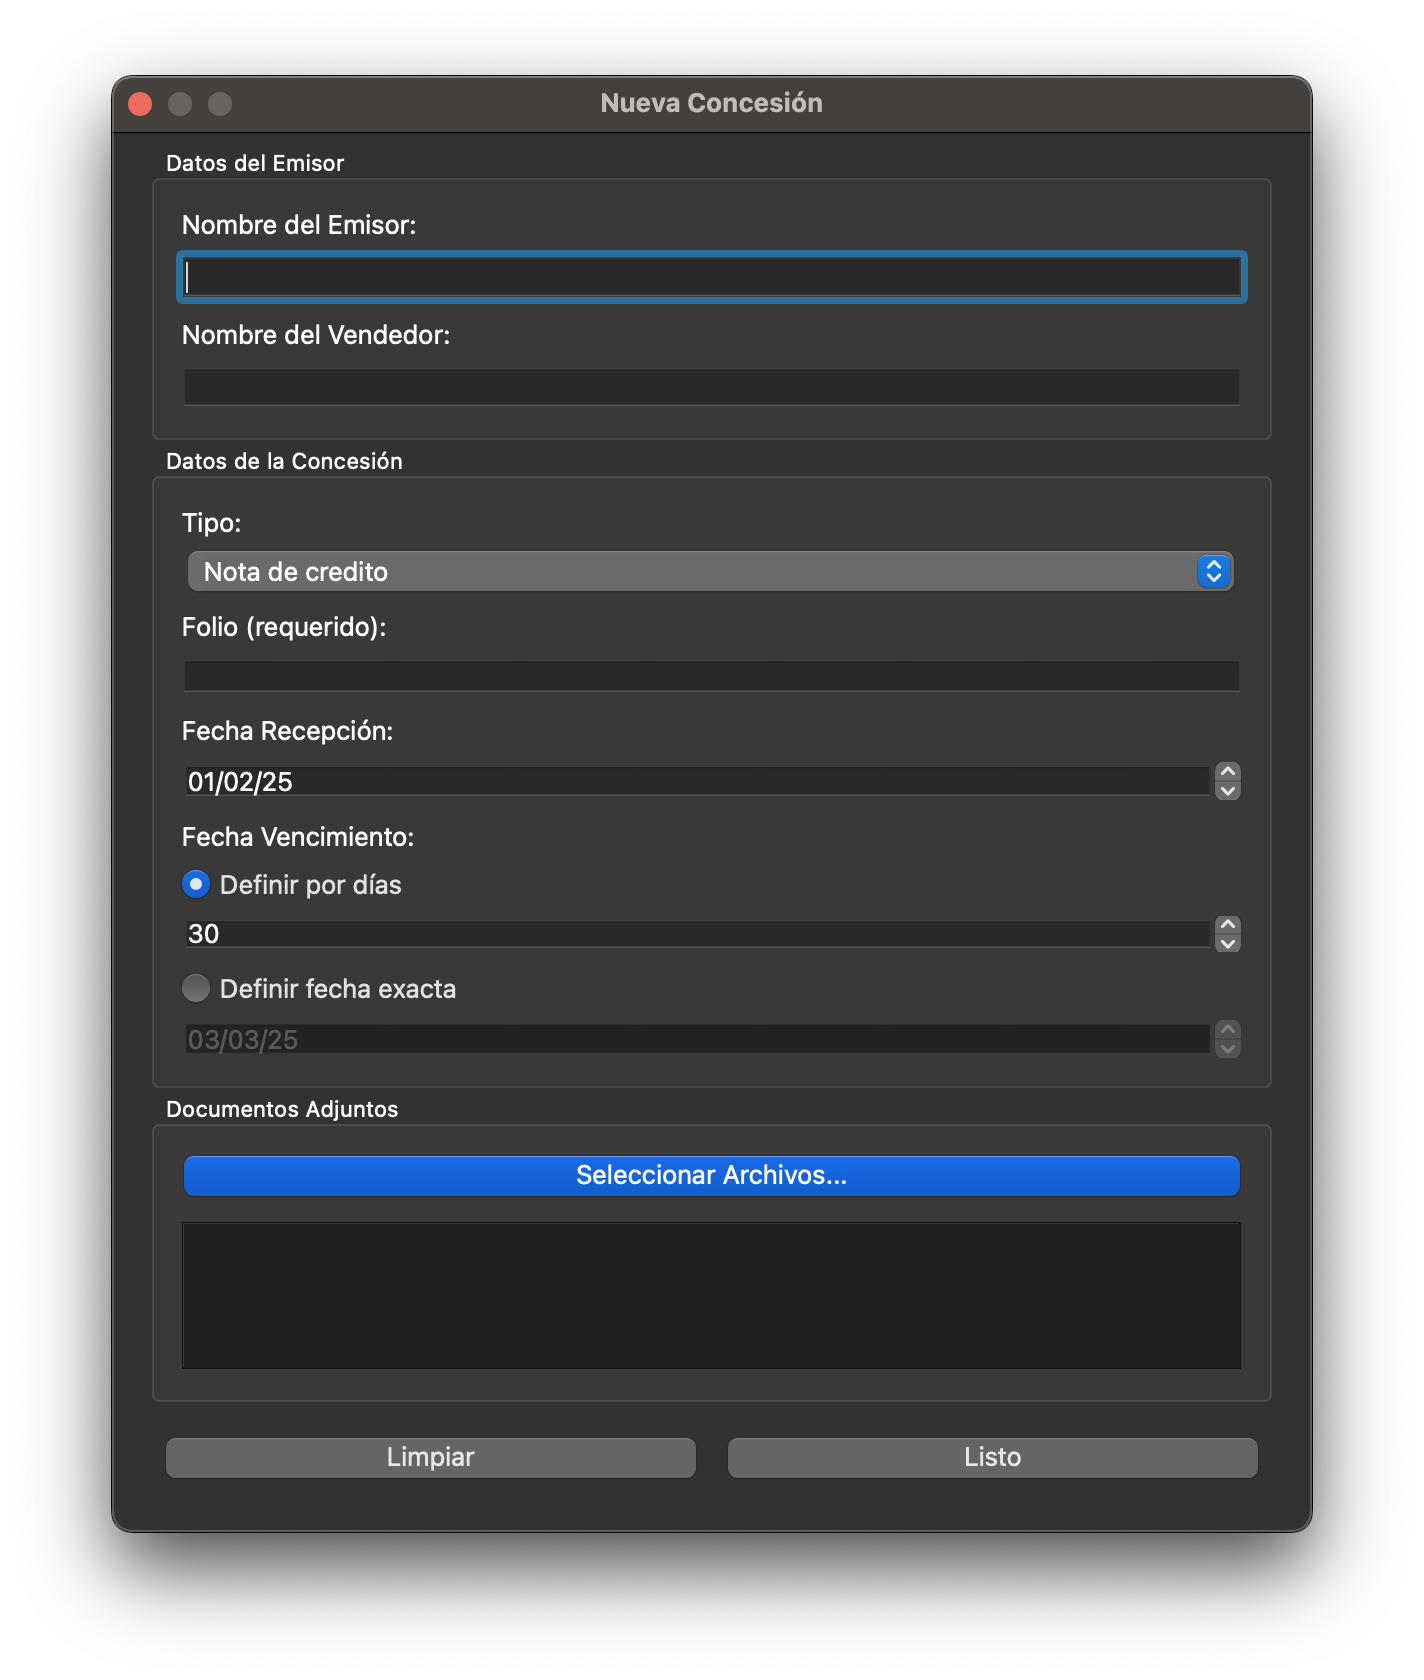 Nueva Concesión
Datos del Emisor
Nombre del Emisor:
Nombre del Vendedor:
Datos de la Concesión
Tipo:
Nota de credito
Folio (requerido):
Fecha Recepción:
01/02/25
Fecha Vencimiento:
Definir por días
30
Definir fecha exacta
03/03/25
Documentos Adjuntos
Seleccionar Archivos...
Limpiar
Listo